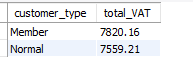 customer_type total_VAT
Member 7820.16
Normal 7559.21